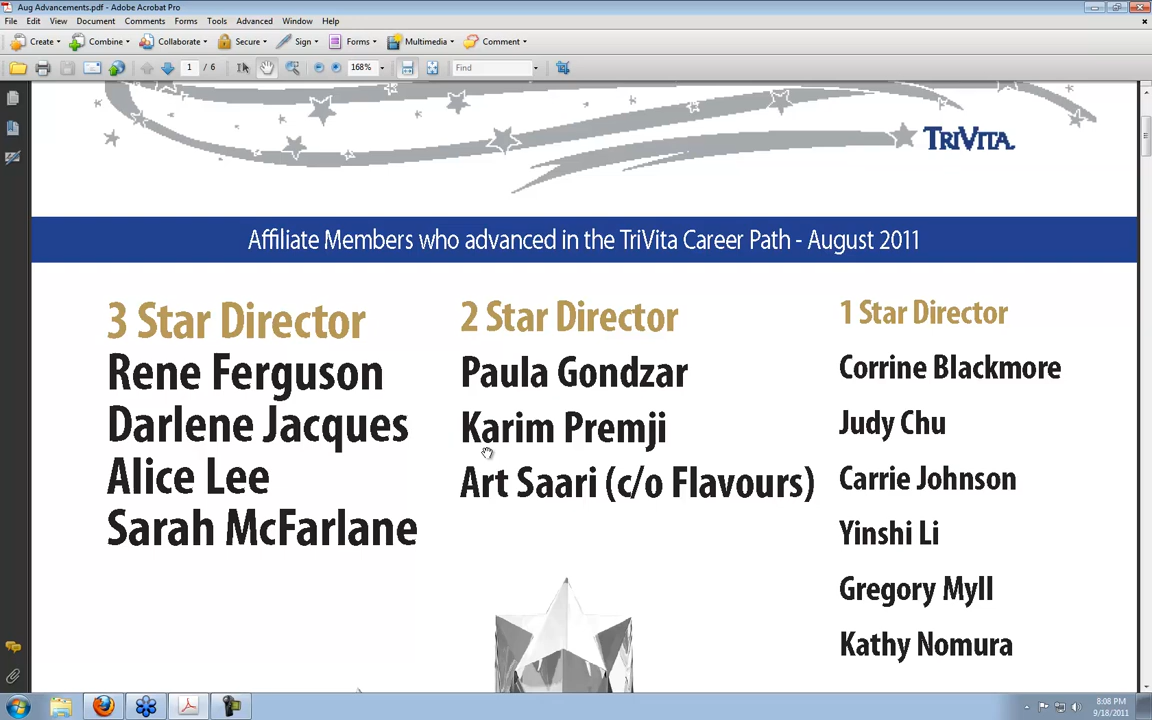 Aug Advancements.pdf - Adobe Acrobat Pro
File Edit View Document Comments Forms Tools Advanced Window Help
Create Combine Collaborate Secure Sign Forms Multimedia Comment
1 / 6 168% Find
TRIVITA
Affiliate Members who advanced in the TriVita Career Path - August 2011
3 Star Director
Rene Ferguson
Darlene Jacques
Alice Lee
Sarah McFarlane
2 Star Director
Paula Gondzar
Karim Premji
Art Saari (c/o Flavours)
1 Star Director
Corrine Blackmore
Judy Chu
Carrie Johnson
Yinshi Li
Gregory Myll
Kathy Nomura
8:08 PM
9/18/2011